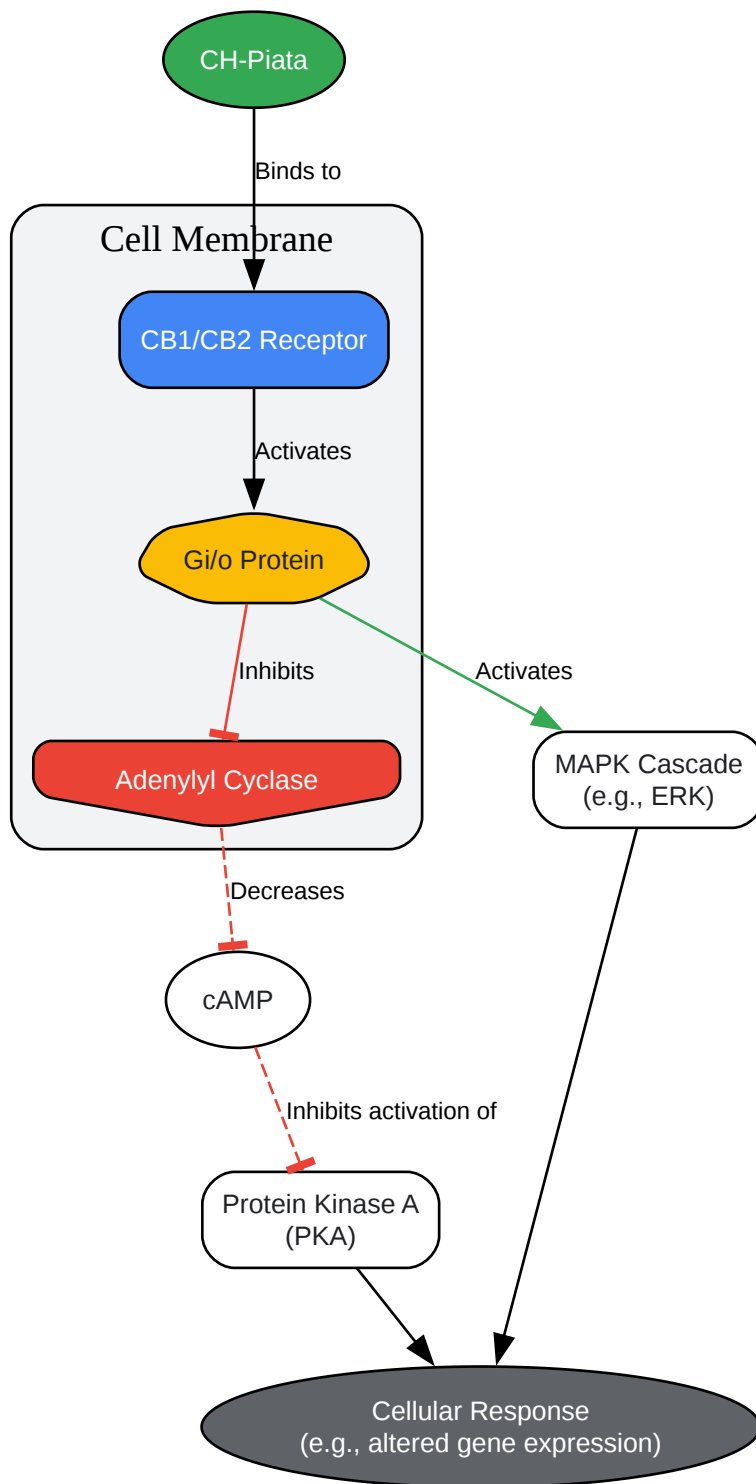 CH-Piata
Binds to
Cell Membrane
CB1/CB2 Receptor
Activates
Gi/o Protein
Inhibits
Activates
Adenylyl Cyclase
MAPK Cascade
(e.g., ERK)
Decreases
cAMP
Inhibits activation of
Protein Kinase A
(PKA)
Cellular Response
(e.g., altered gene expression)